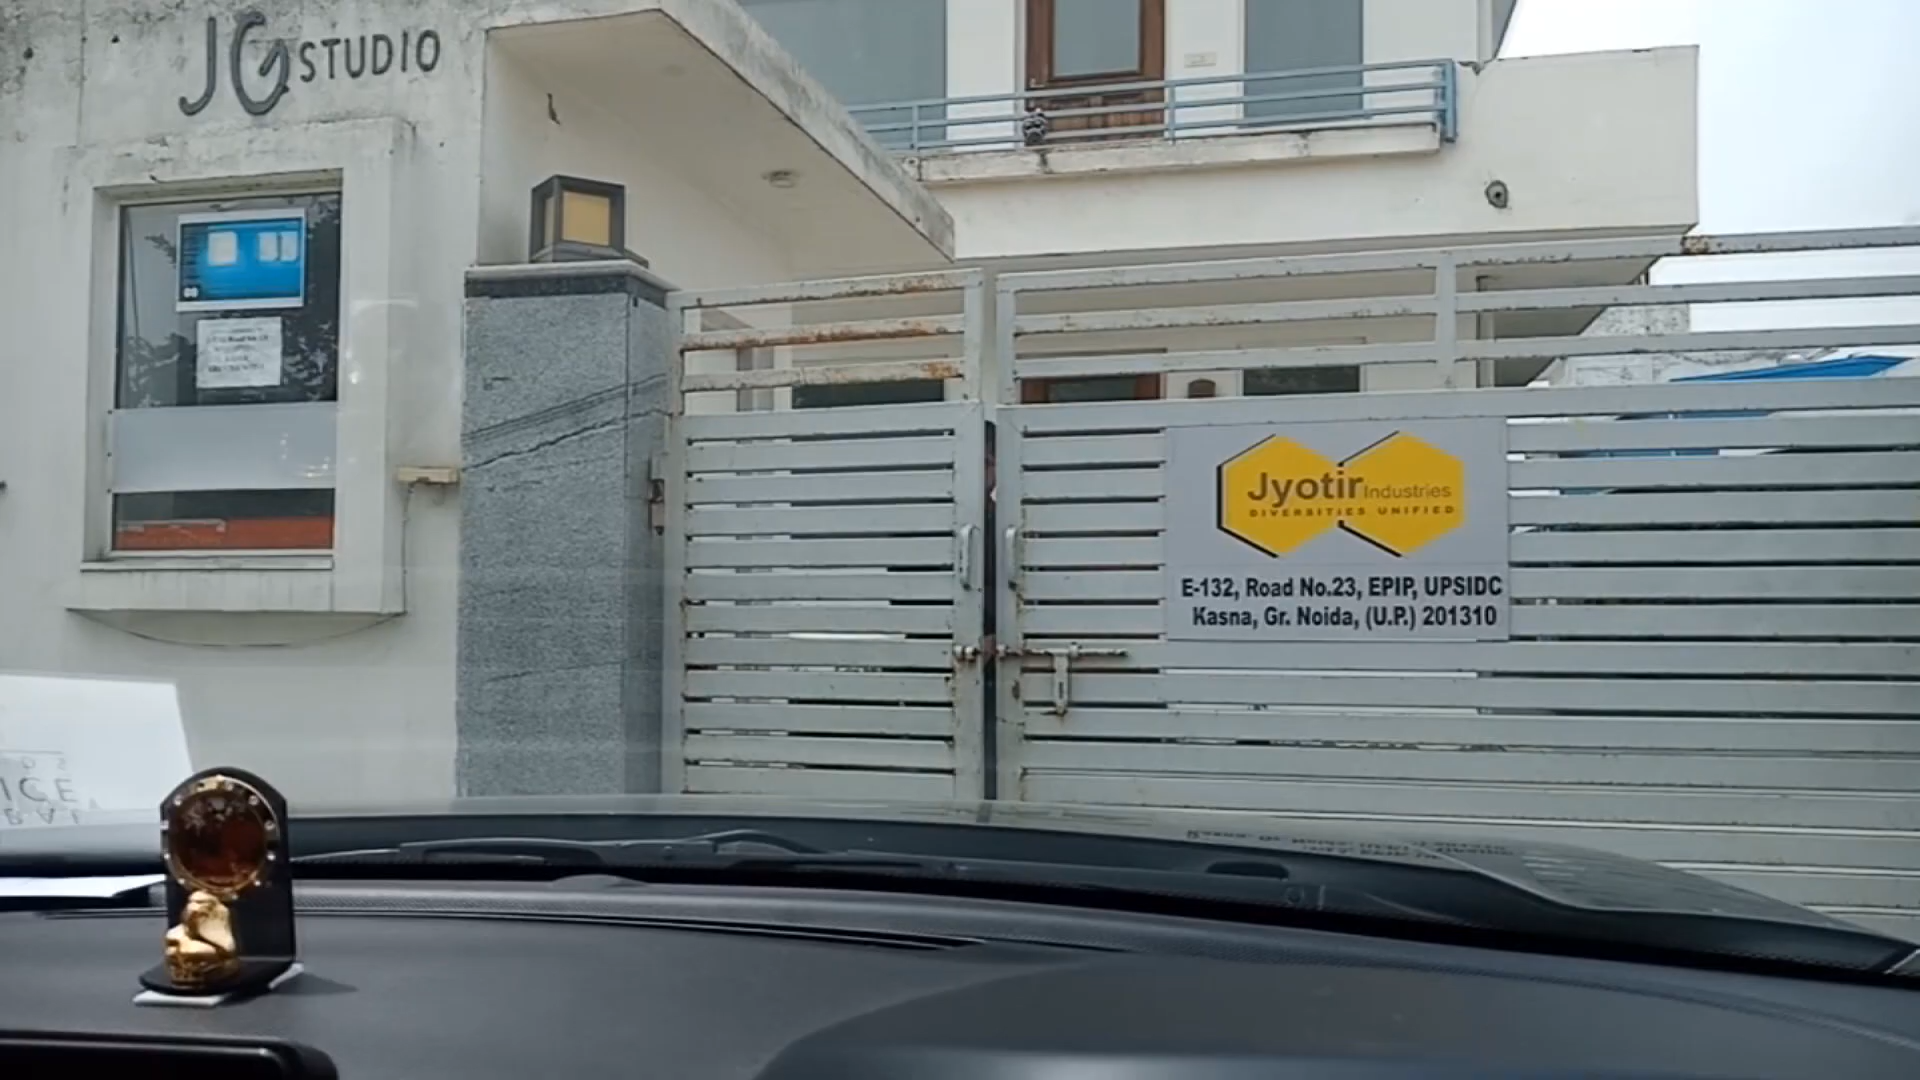 JG STUDIO
Jyotir Industries
DIVERSITIES UNIFIED
E-132, Road No.23, EPIP, UPSIDC
Kasna, Gr. Noida, (U.P.) 201310
ICE